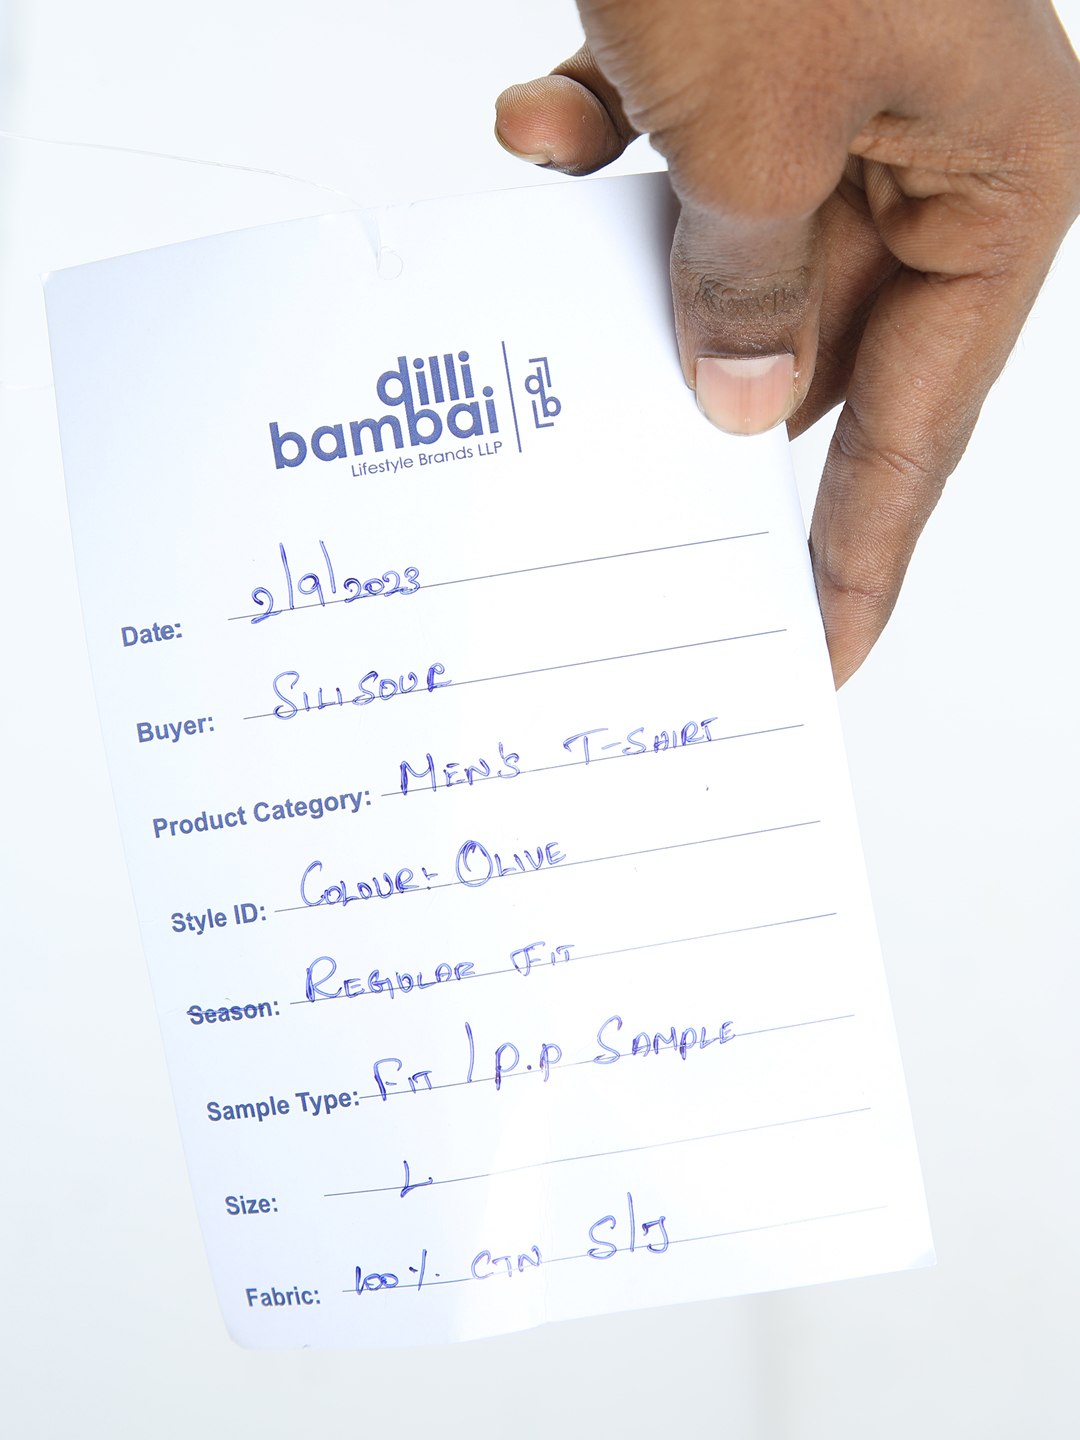 dilli
bambai
Lifestyle Brands LLP
d
b
Date: 2/9/2023
Buyer: SILISOUR
Product Category: MEN'S T-SHIRT
Style ID: COLOUR:- OLIVE
Season: REGULAR FIT
Sample Type: FIT / P.P SAMPLE
Size: L
Fabric: 100%. CTN S/J